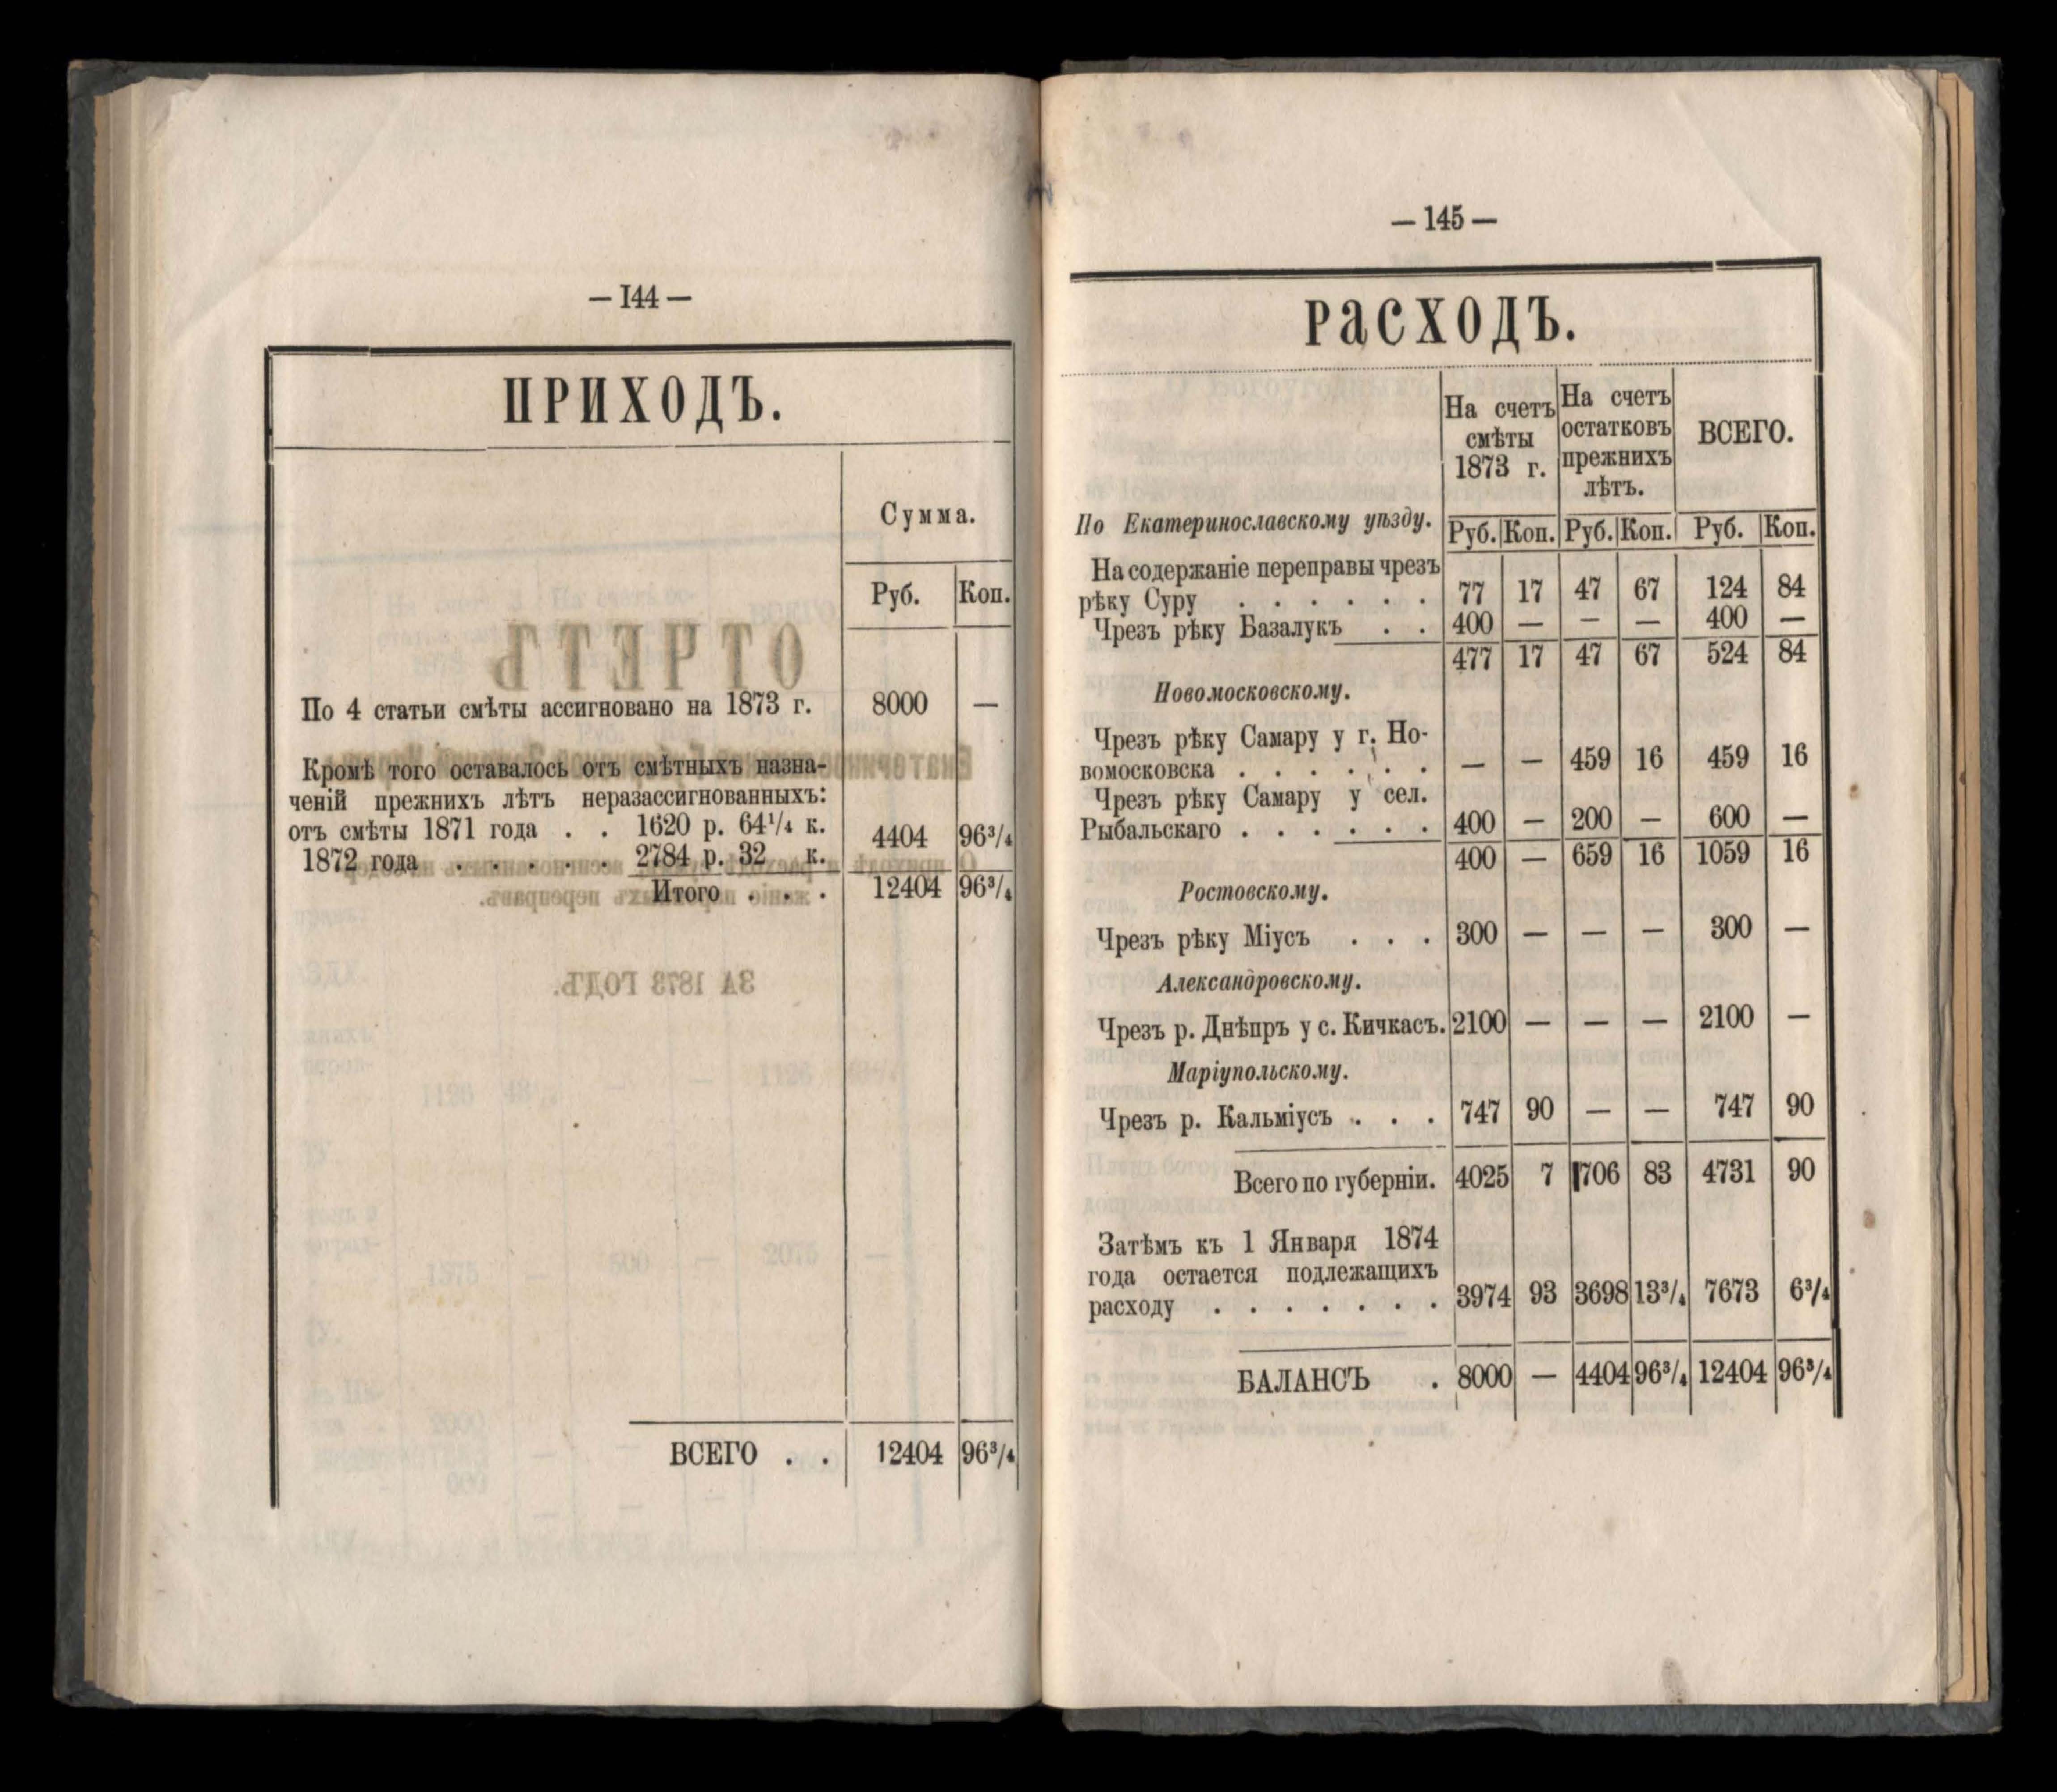 — 144 —
ПРИХОДЪ.
Сумма.
Руб. Коп.
По 4 статьи смѣты ассигновано на 1873 г. 8000 —
Кромѣ того оставалось отъ смѣтныхъ назна-
ченій прежнихъ лѣтъ неразассигнованныхъ:
отъ смѣты 1871 года . . 1620 р. 64¹/₄ к. 4404 96³/₄
1872 года . . . . . 2784 р. 32 к.
Итого . . . 12404 96³/₄
ВСЕГО . . 12404 96³/₄
— 145 —
РАСХОДЪ.
На счетъ смѣты 1873 г. На счетъ остатковъ прежнихъ лѣтъ. ВСЕГО.
По Екатеринославскому уѣзду. Руб. Коп. Руб. Коп. Руб. Коп.
На содержаніе переправы чрезъ
рѣку Суру . . . . . . 77 17 47 67 124 84
Чрезъ рѣку Базалукъ . . 400 — — — 400 —
477 17 47 67 524 84
Новомосковскому.
Чрезъ рѣку Самару у г. Но-
вомосковска . . . . . . — — 459 16 459 16
Чрезъ рѣку Самару у сел.
Рыбальскаго . . . . . . 400 — 200 — 600 —
400 — 659 16 1059 16
Ростовскому.
Чрезъ рѣку Міусъ . . . 300 — — — 300 —
Александровскому.
Чрезъ р. Днѣпръ у с. Кичкасъ. 2100 — — — 2100 —
Маріупольскому.
Чрезъ р. Кальміусъ . . . 747 90 — — 747 90
Всего по губерніи. 4025 7 706 83 4731 90
Затѣмъ къ 1 Января 1874
года остается подлежащихъ
расходу . . . . . . . 3974 93 3698 13³/₄ 7673 6³/₄
БАЛАНСЪ . 8000 — 4404 96³/₄ 12404 96³/₄